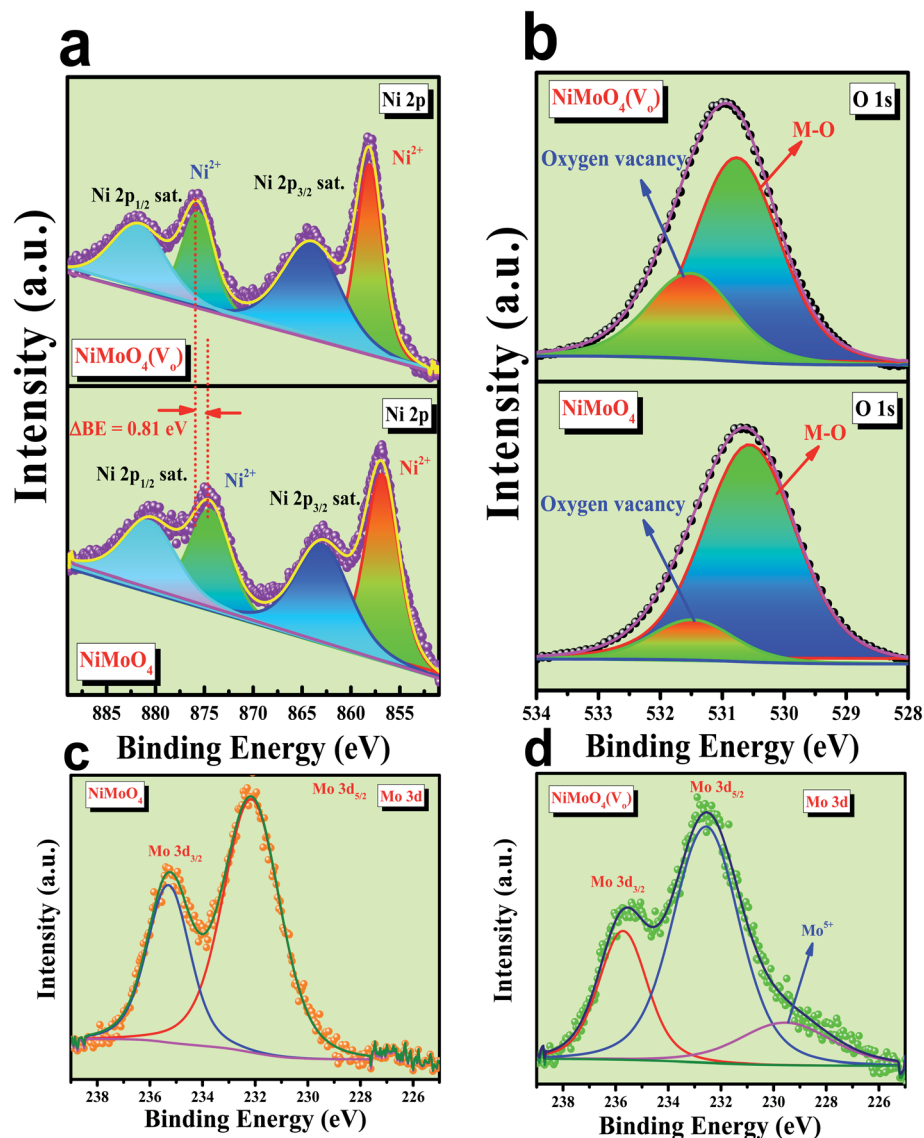 a
Intensity (a.u.)
Ni 2p
Ni²⁺
Ni 2p₃/₂ sat.
Ni²⁺
Ni 2p₁/₂ sat.
NiMoO₄(Vₒ)
ΔBE = 0.81 eV
Ni 2p
Ni²⁺
Ni 2p₃/₂ sat.
Ni²⁺
Ni 2p₁/₂ sat.
NiMoO₄
885 880 875 870 865 860 855
Binding Energy (eV)
b
Intensity (a.u.)
NiMoO₄(Vₒ)
O 1s
M-O
Oxygen vacancy
NiMoO₄
O 1s
M-O
Oxygen vacancy
534 533 532 531 530 529 528
Binding Energy (eV)
c
Intensity (a.u.)
NiMoO₄
Mo 3d₅/₂
Mo 3d
Mo 3d₃/₂
238 236 234 232 230 228 226
Binding Energy (eV)
d
Intensity (a.u.)
NiMoO₄(Vₒ)
Mo 3d₅/₂
Mo 3d
Mo 3d₃/₂
Mo⁵⁺
238 236 234 232 230 228 226
Binding Energy (eV)